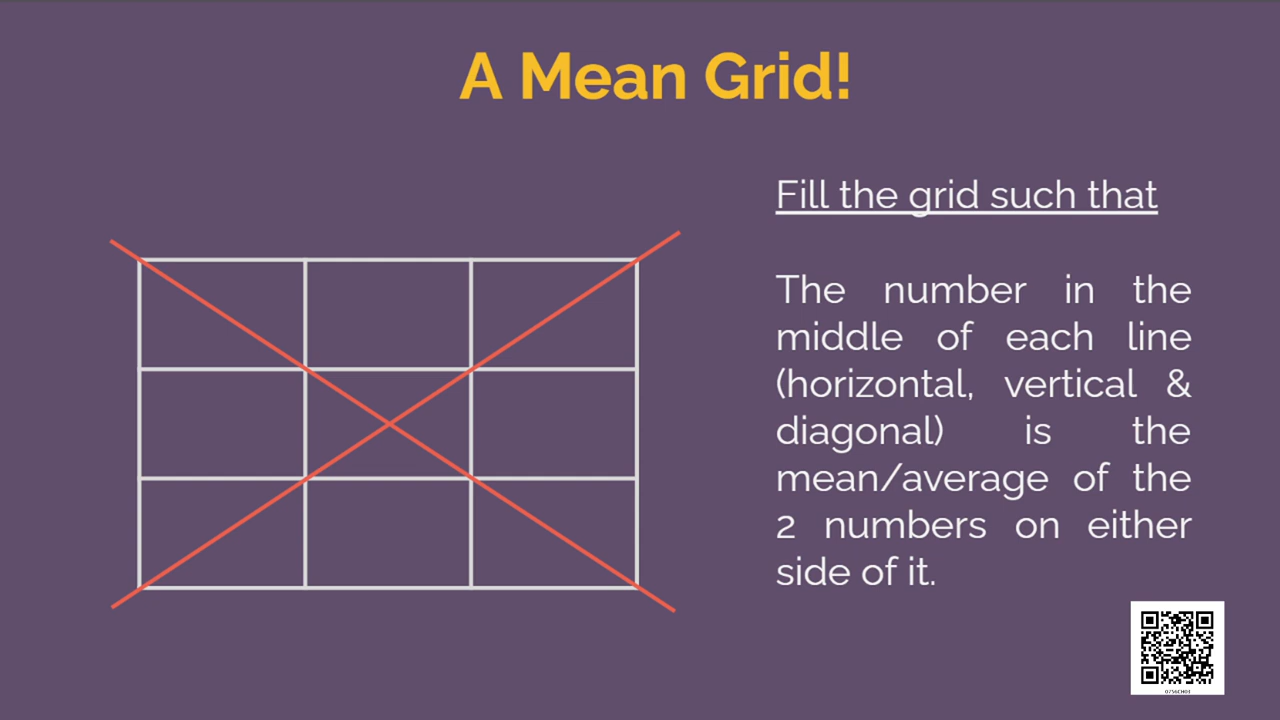 A Mean Grid!
Fill the grid such that
The number in the
middle of each line
(horizontal, vertical &
diagonal) is the
mean/average of the
2 numbers on either
side of it.